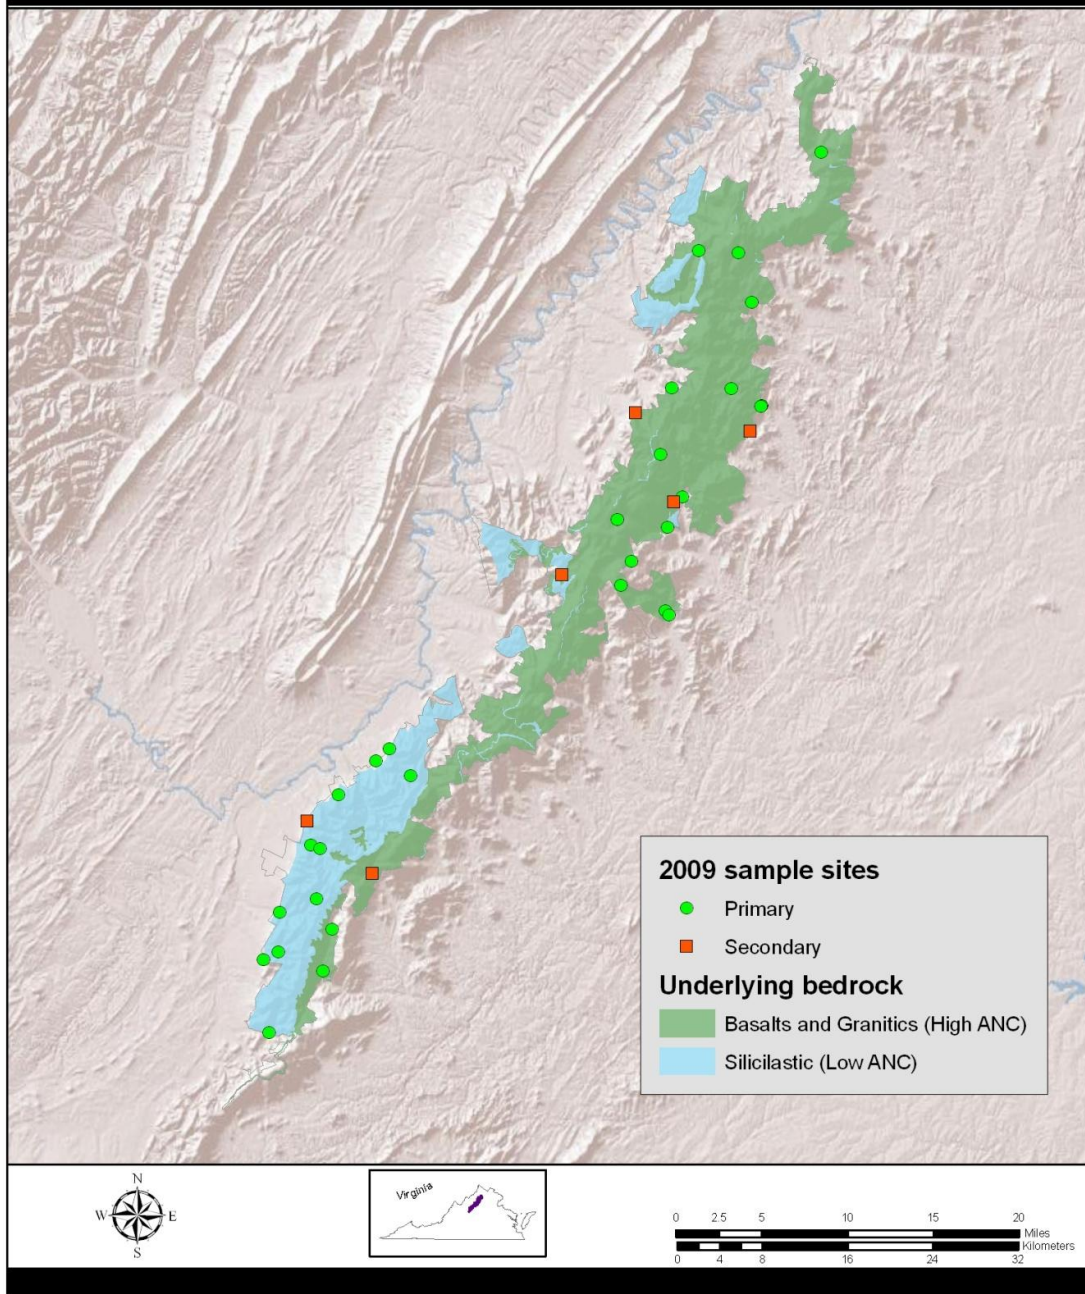 2009 sample sites
Primary
Secondary
Underlying bedrock
Basalts and Granitics (High ANC)
Silicilastic (Low ANC)
N
W E
S
Virginia
0 2.5 5 10 15 20
Miles
Kilometers
0 4 8 16 24 32